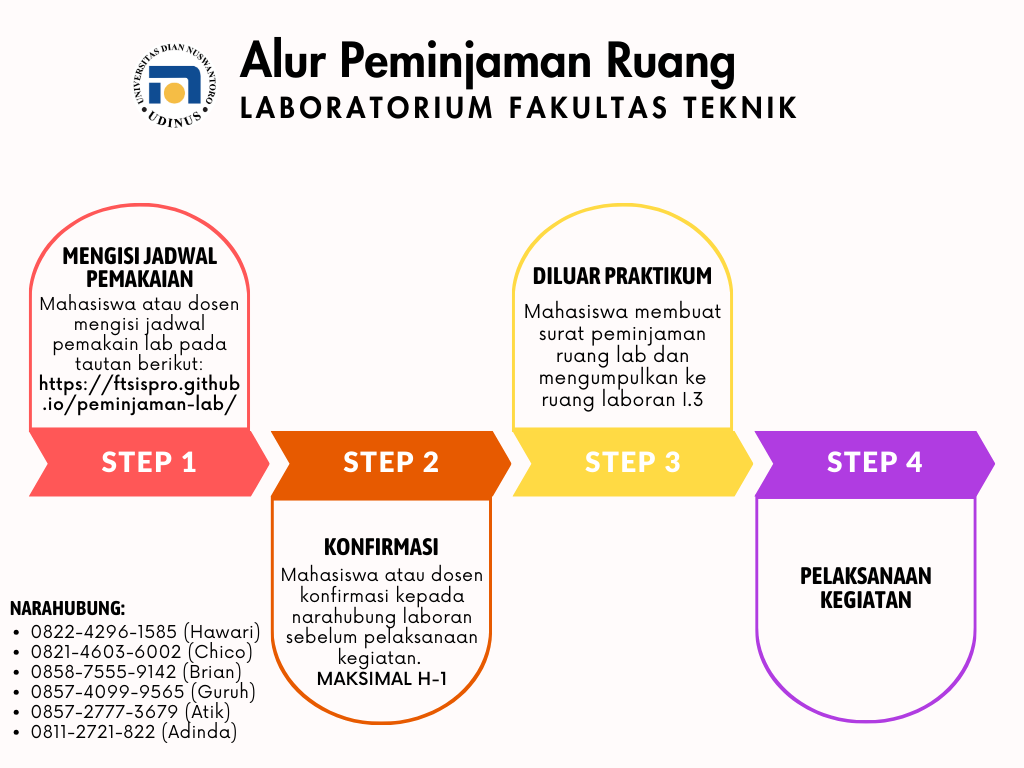 UNIVERSITAS DIAN NUSWANTORO
UDINUS
Alur Peminjaman Ruang
LABORATORIUM FAKULTAS TEKNIK
MENGISI JADWAL
PEMAKAIAN
Mahasiswa atau dosen
mengisi jadwal
pemakain lab pada
tautan berikut:
https://ftsispro.github
.io/peminjaman-lab/
STEP 1
STEP 2
KONFIRMASI
Mahasiswa atau dosen
konfirmasi kepada
narahubung laboran
sebelum pelaksanaan
kegiatan.
MAKSIMAL H-1
DILUAR PRAKTIKUM
Mahasiswa membuat
surat peminjaman
ruang lab dan
mengumpulkan ke
ruang laboran I.3
STEP 3
STEP 4
PELAKSANAAN
KEGIATAN
NARAHUBUNG:
• 0822-4296-1585 (Hawari)
• 0821-4603-6002 (Chico)
• 0858-7555-9142 (Brian)
• 0857-4099-9565 (Guruh)
• 0857-2777-3679 (Atik)
• 0811-2721-822 (Adinda)